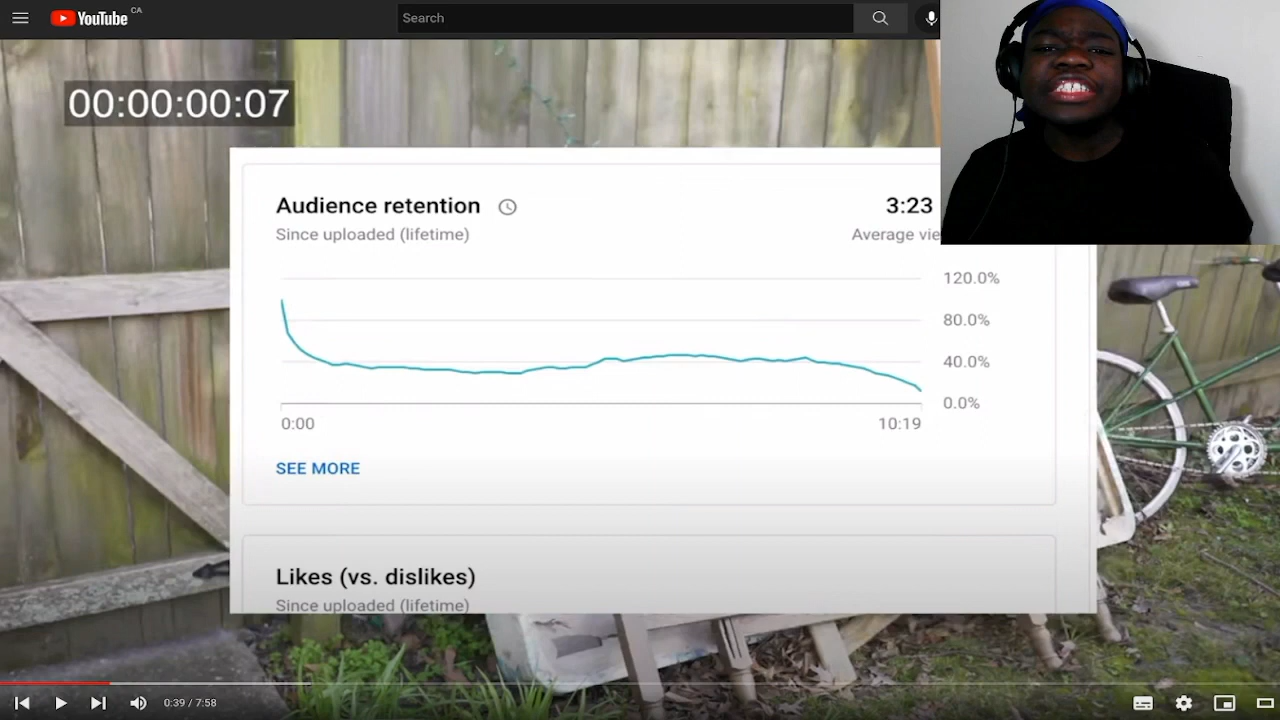 YouTube CA
Search
00:00:00:07
Audience retention
3:23
Since uploaded (lifetime)
Average
120.0%
80.0%
40.0%
0.0%
0:00
10:19
SEE MORE
Likes (vs. dislikes)
Since uploaded (lifetime)
0:39 / 7:58